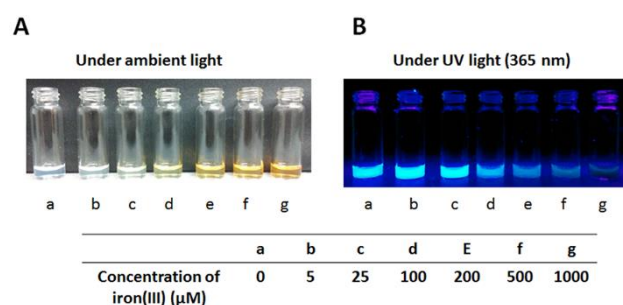 A
B
Under ambient light
Under UV light (365 nm)
a b c d e f g
a b c d e f g
a b c d E f g
Concentration of iron(III) (μM) 0 5 25 100 200 500 1000